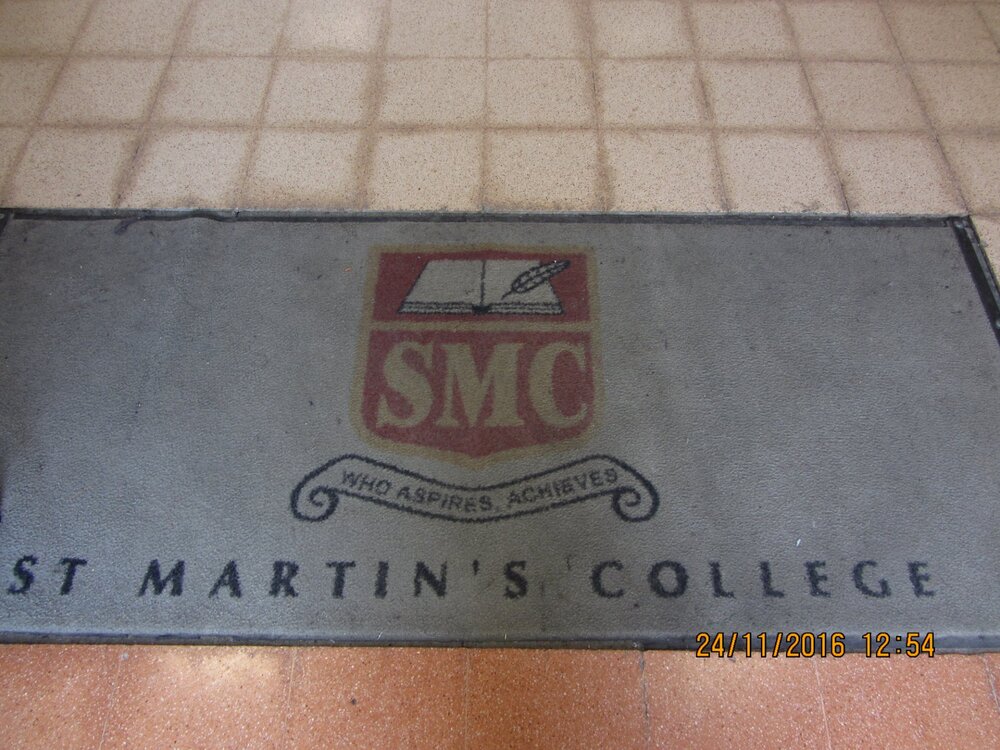 SMC
WHO ASPIRES, ACHIEVES
ST MARTIN'S COLLEGE
24/11/2016 12:54